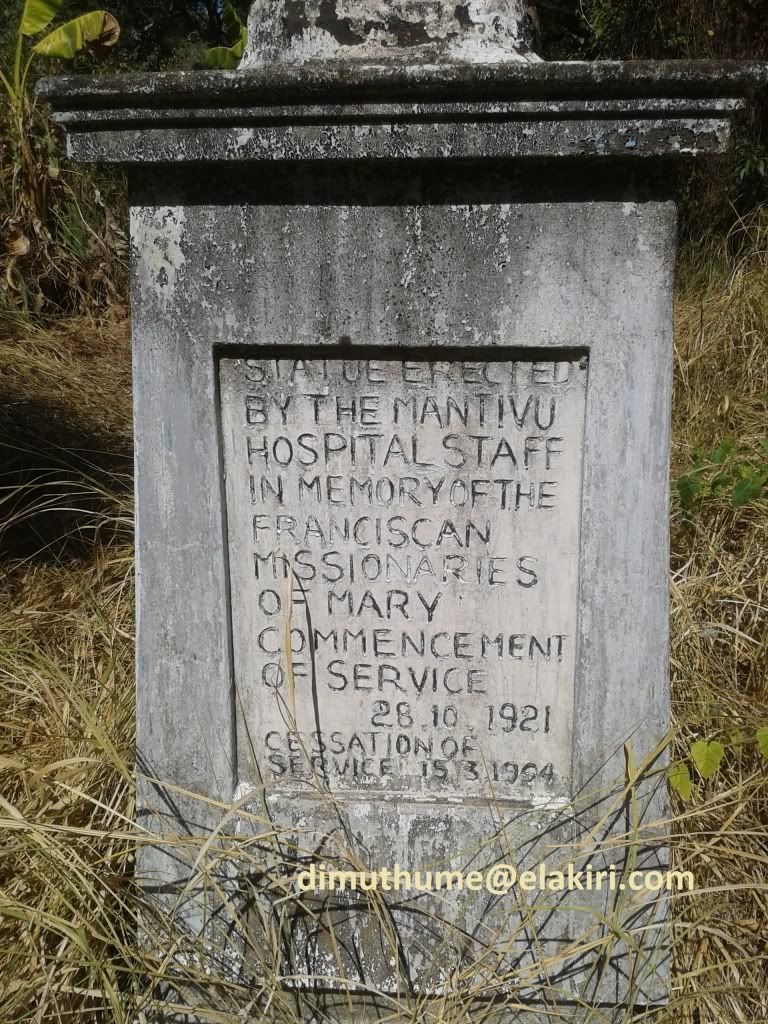 STATUE ERECTED
BY THE MANTIVU
HOSPITAL STAFF
IN MEMORY OF THE
FRANCISCAN
MISSIONARIES
OF MARY
COMMENCEMENT
OF SERVICE
28.10.1921
CESSATION OF
SERVICE 15 3 1964
dimuthume@elakiri.com